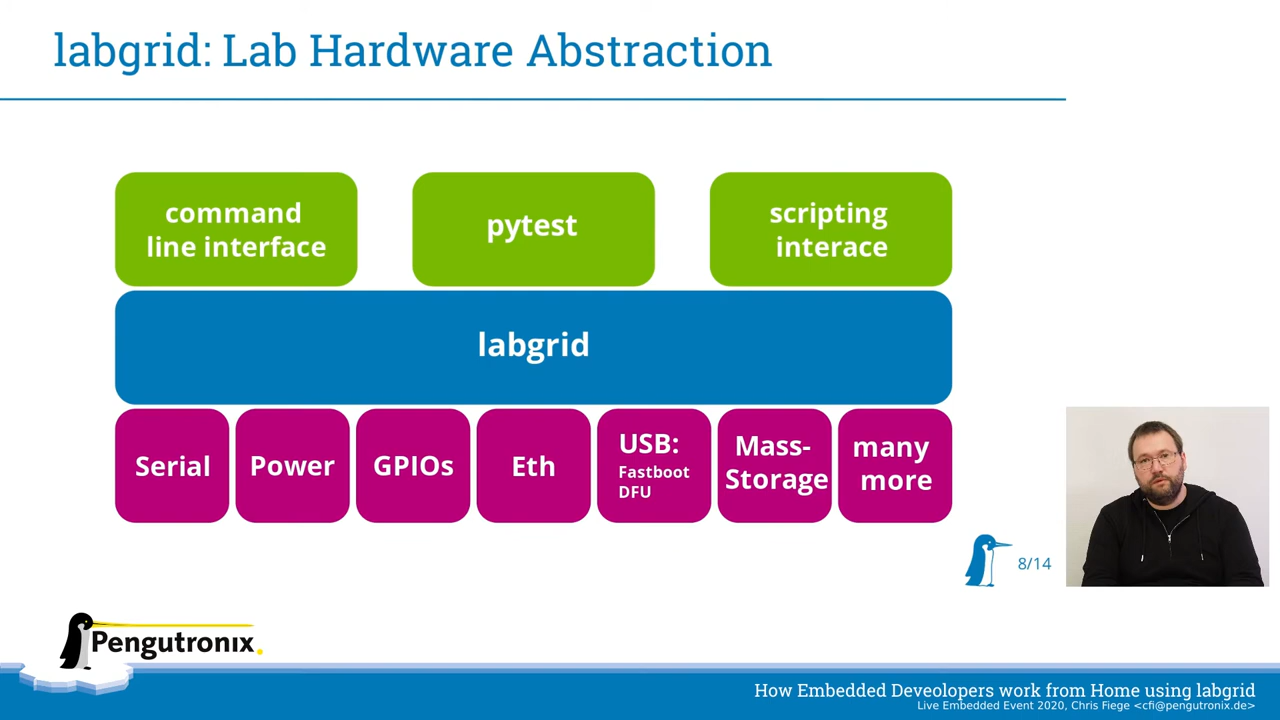 labgrid: Lab Hardware Abstraction
command
line interface
pytest
scripting
interace
labgrid
Serial
Power
GPIOs
Eth
USB:
Fastboot
DFU
Mass-
Storage
many
more
8/14
Pengutronix
How Embedded Deveolopers work from Home using labgrid
Live Embedded Event 2020, Chris Fiege <cfi@pengutronix.de>